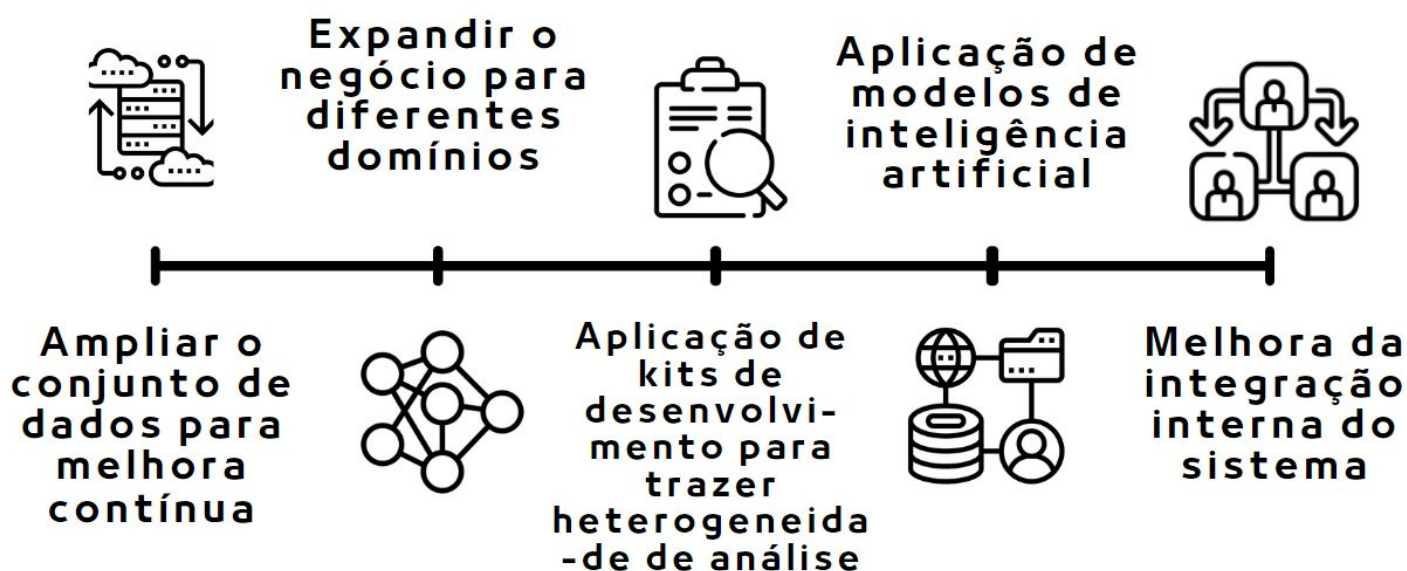 Expandir o
negócio para
diferentes
domínios
Aplicação de
modelos de
inteligência
artificial
Ampliar o
conjunto de
dados para
melhora
contínua
Aplicação de
kits de
desenvolvi-
mento para
trazer
heterogeneida
-de de análise
Melhora da
integração
interna do
sistema